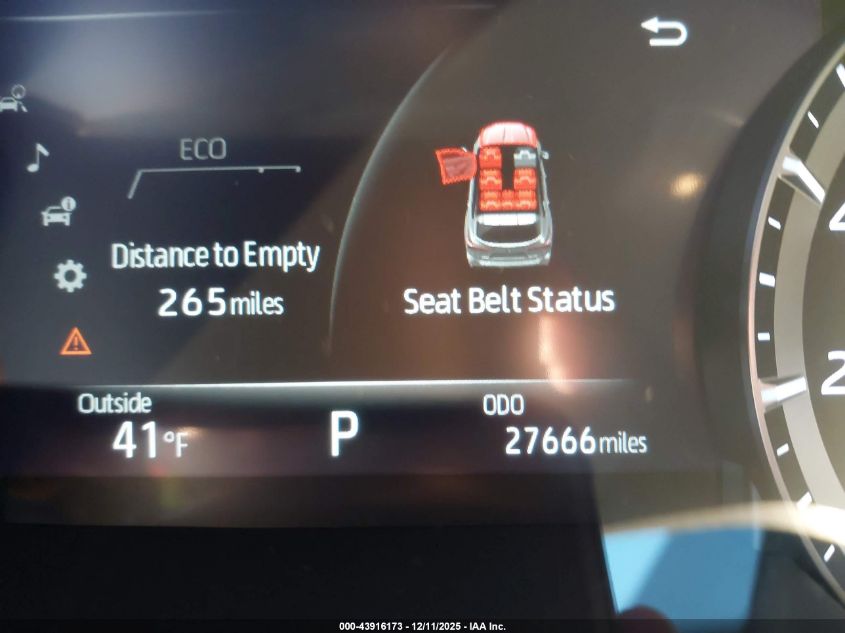 ECO
Distance to Empty
265 miles
Seat Belt Status
Outside
41°F
P
ODO
27666 miles
000-43916173 - 12/11/2025 - IAA Inc.